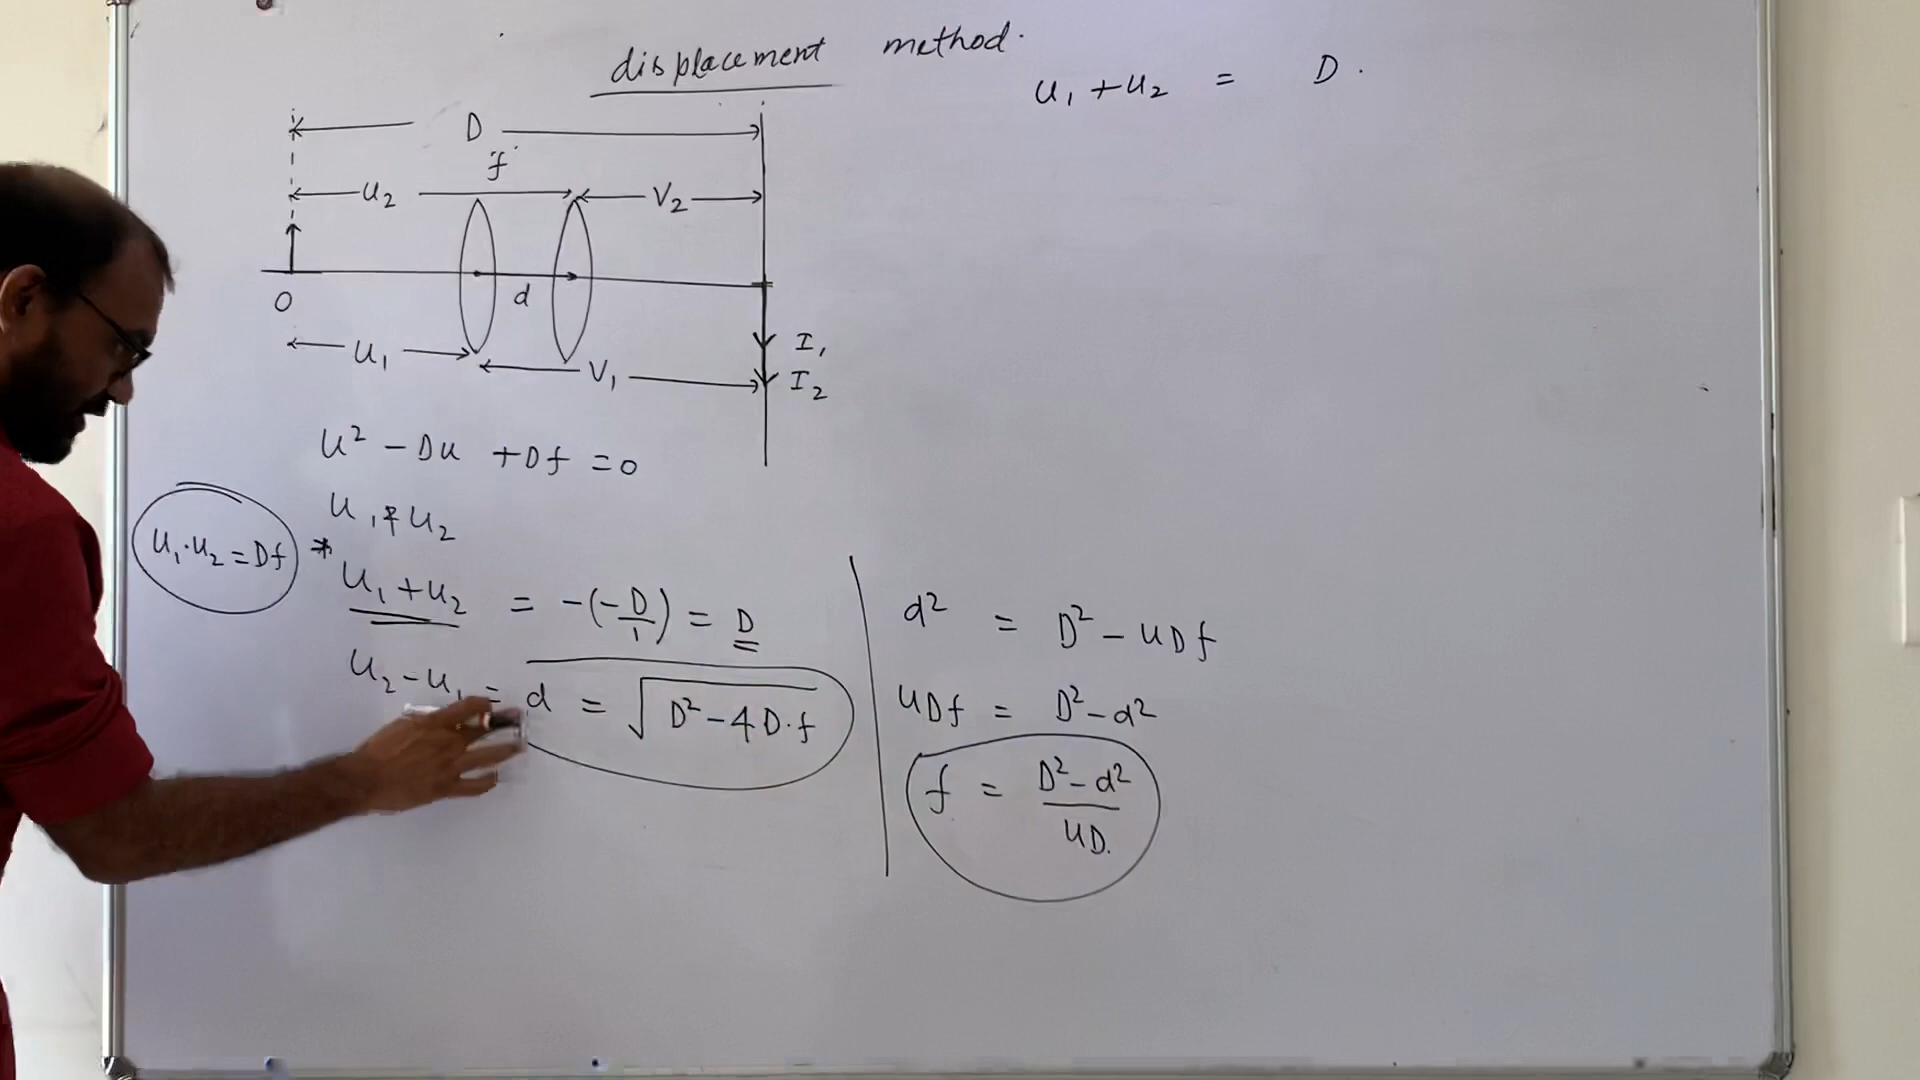 displacement method.
u₁ + u₂ = D.
D
f
u₂ V₂
O
d
u₁ V₁
I₁
I₂
u² - Du + Df = 0
u₁ & u₂
u₁·u₂ = Df
* u₁ + u₂ = -(-D/1) = D
u₂ - u₁ = d = √(D² - 4D·f)
d² = D² - 4Df
4Df = D² - d²
f = (D² - d²)/4D.